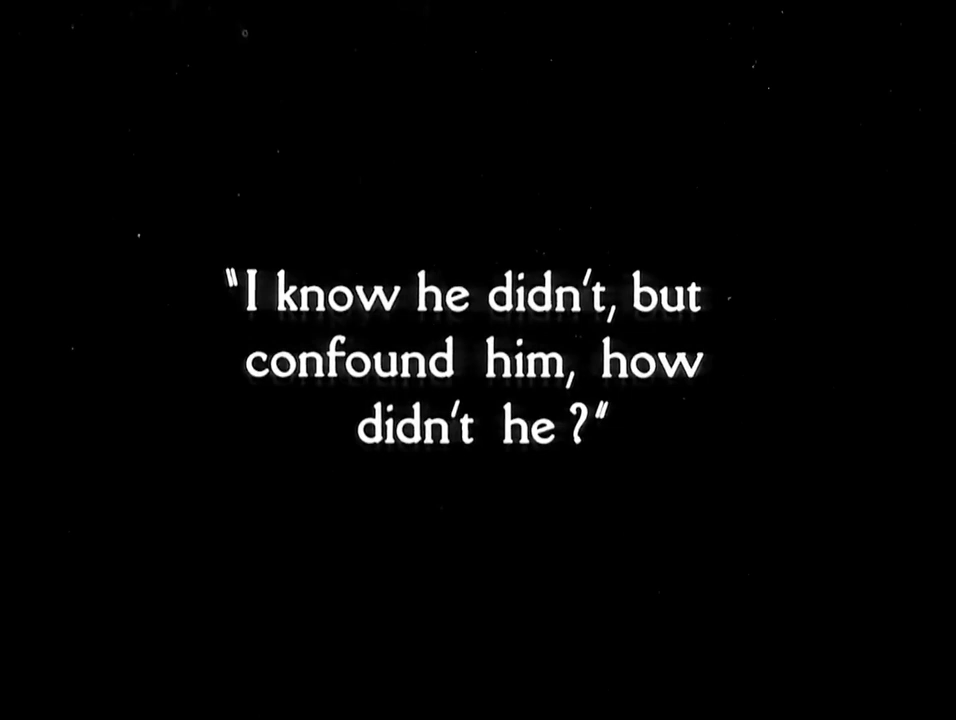 "I know he didn't, but
confound him, how
didn't he?"